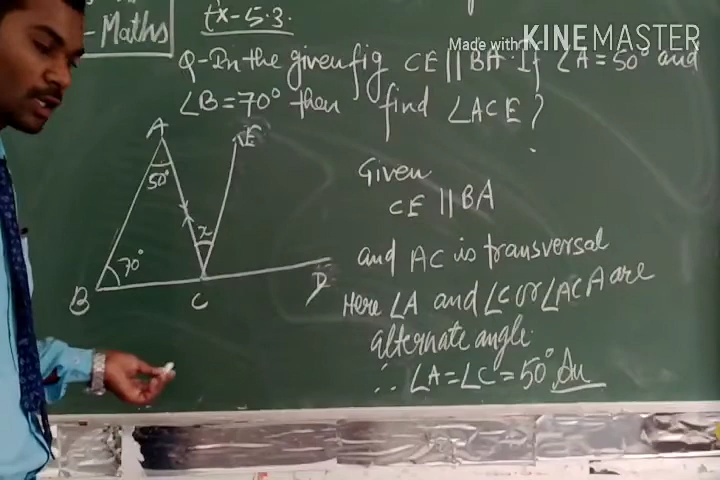 Ex-5.3.
-Maths
Made with KINEMASTER
Q-In the given fig CE || BA. If ∠A=50° and
∠B=70° then find ∠ACE?
A
E
50°
x
70°
B
C
D
Given
CE || BA
and AC is transversal
Here ∠A and ∠C or ∠ACA are
alternate angle.
∴ ∠A=∠C=50° Au